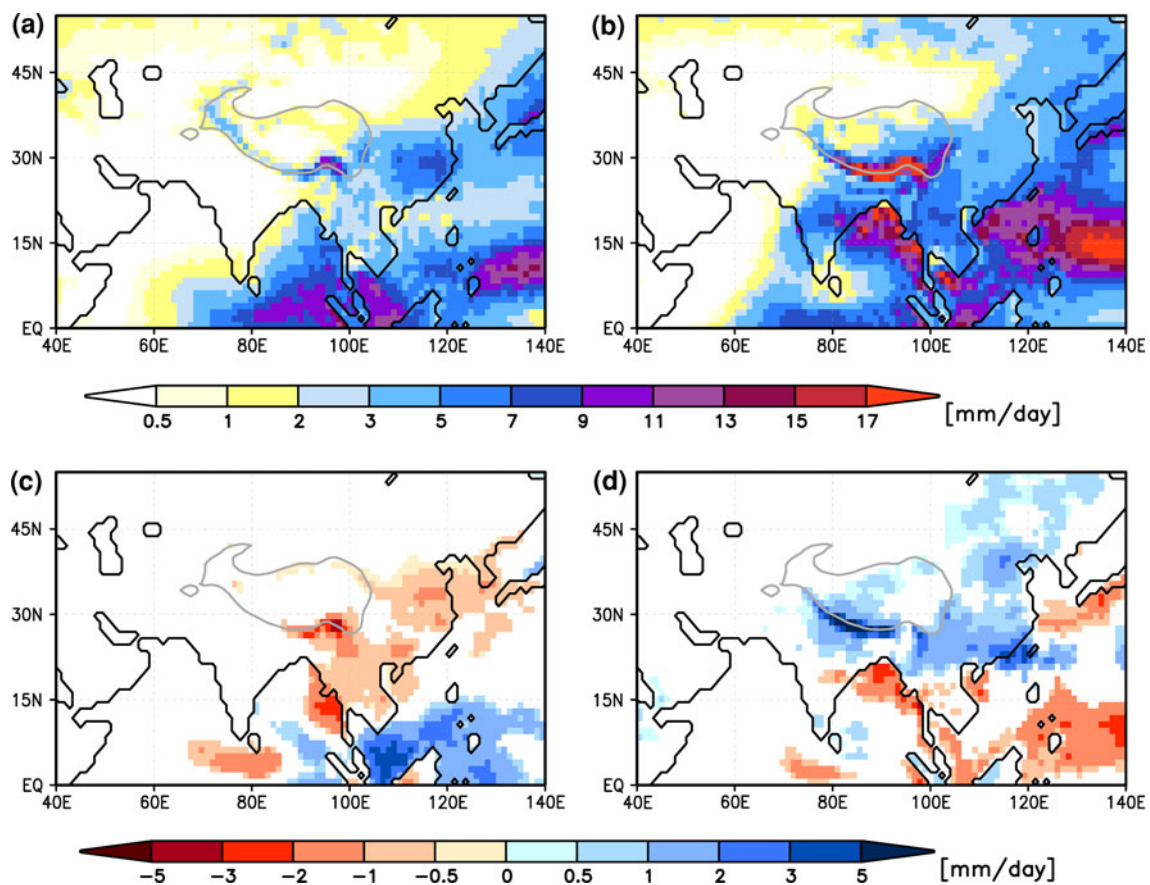 (a) (b)
45N 45N
30N 30N
15N 15N
EQ EQ
40E 60E 80E 100E 120E 140E 40E 60E 80E 100E 120E 140E
0.5 1 2 3 5 7 9 11 13 15 17 [mm/day]
(c) (d)
45N 45N
30N 30N
15N 15N
EQ EQ
40E 60E 80E 100E 120E 140E 40E 60E 80E 100E 120E 140E
-5 -3 -2 -1 -0.5 0 0.5 1 2 3 5 [mm/day]